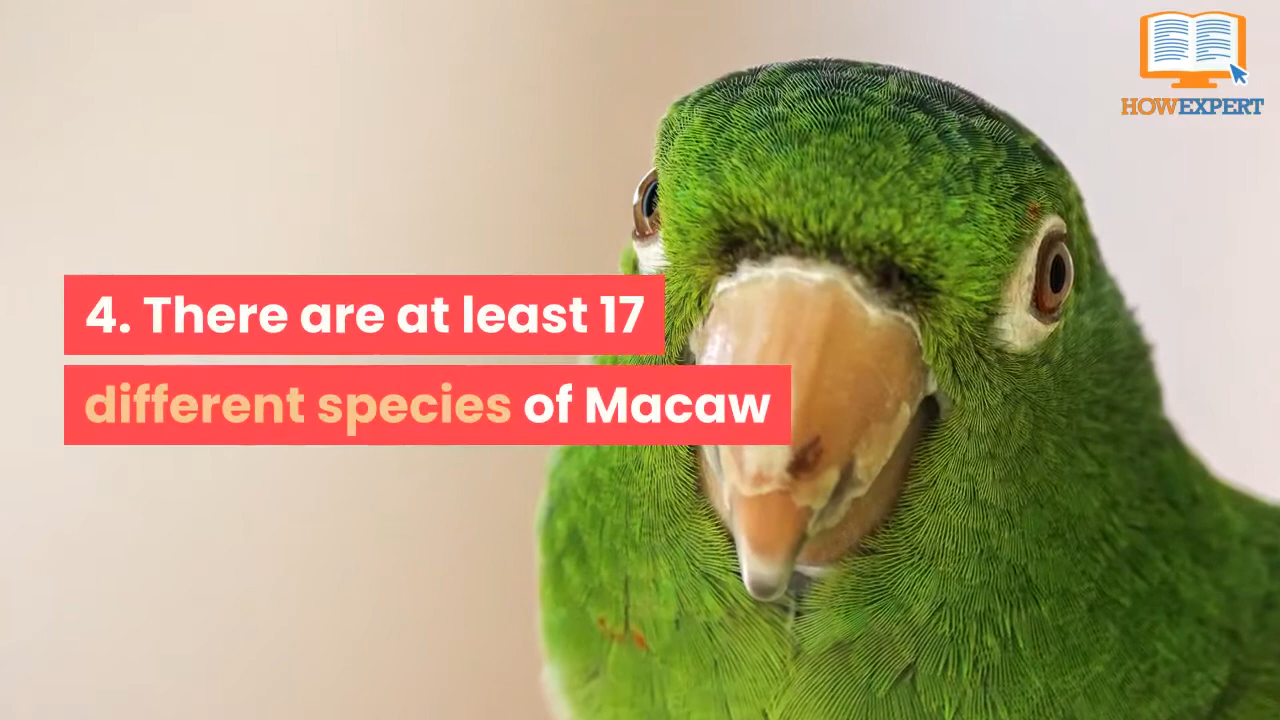 HOWEXPERT
4. There are at least 17
different species of Macaw